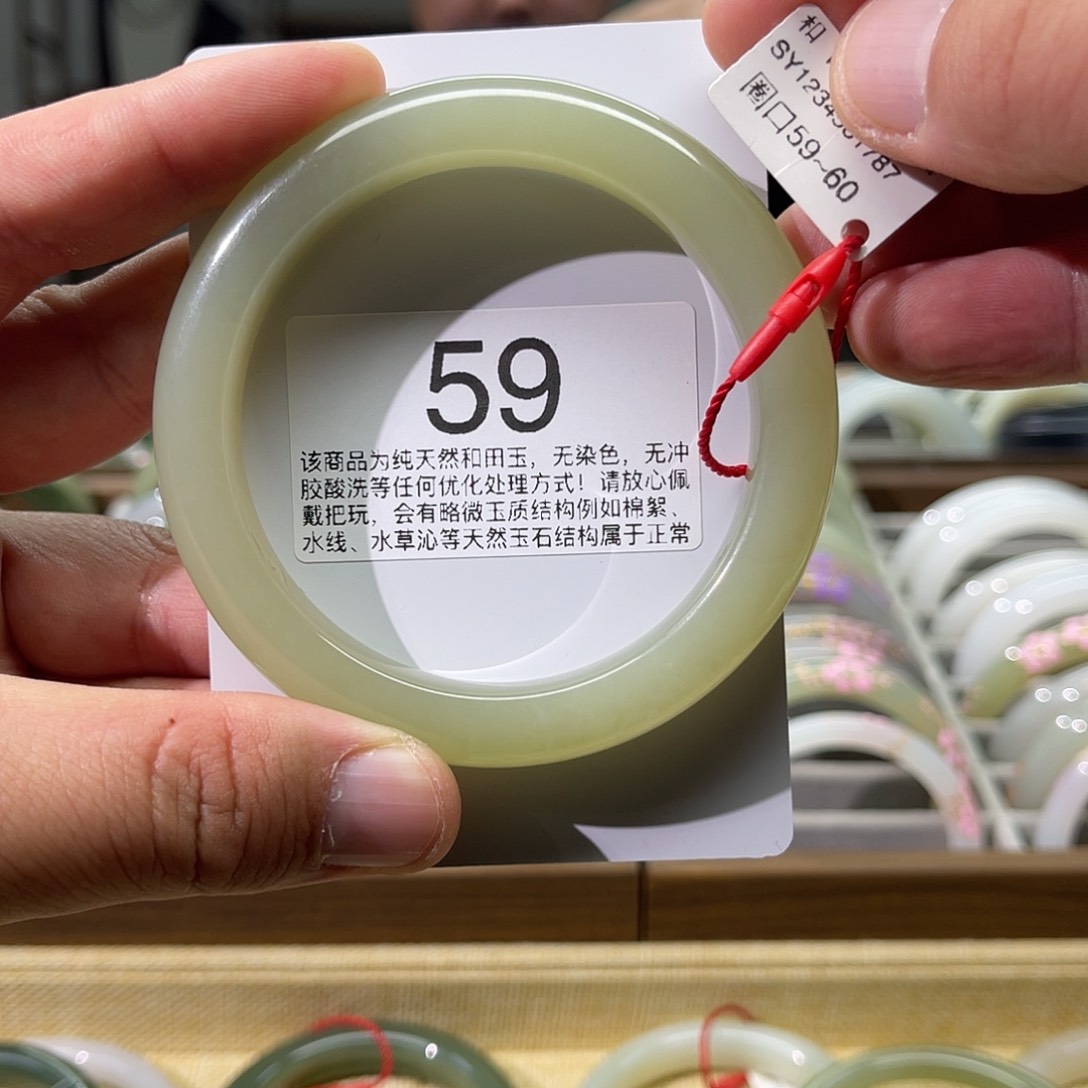 和
SY1234
787
圈口59~60
59
该商品为纯天然和田玉，无染色，无冲
胶酸洗等任何优化处理方式！请放心佩
戴把玩，会有略微玉质结构例如棉絮、
水线、水草沁等天然玉石结构属于正常